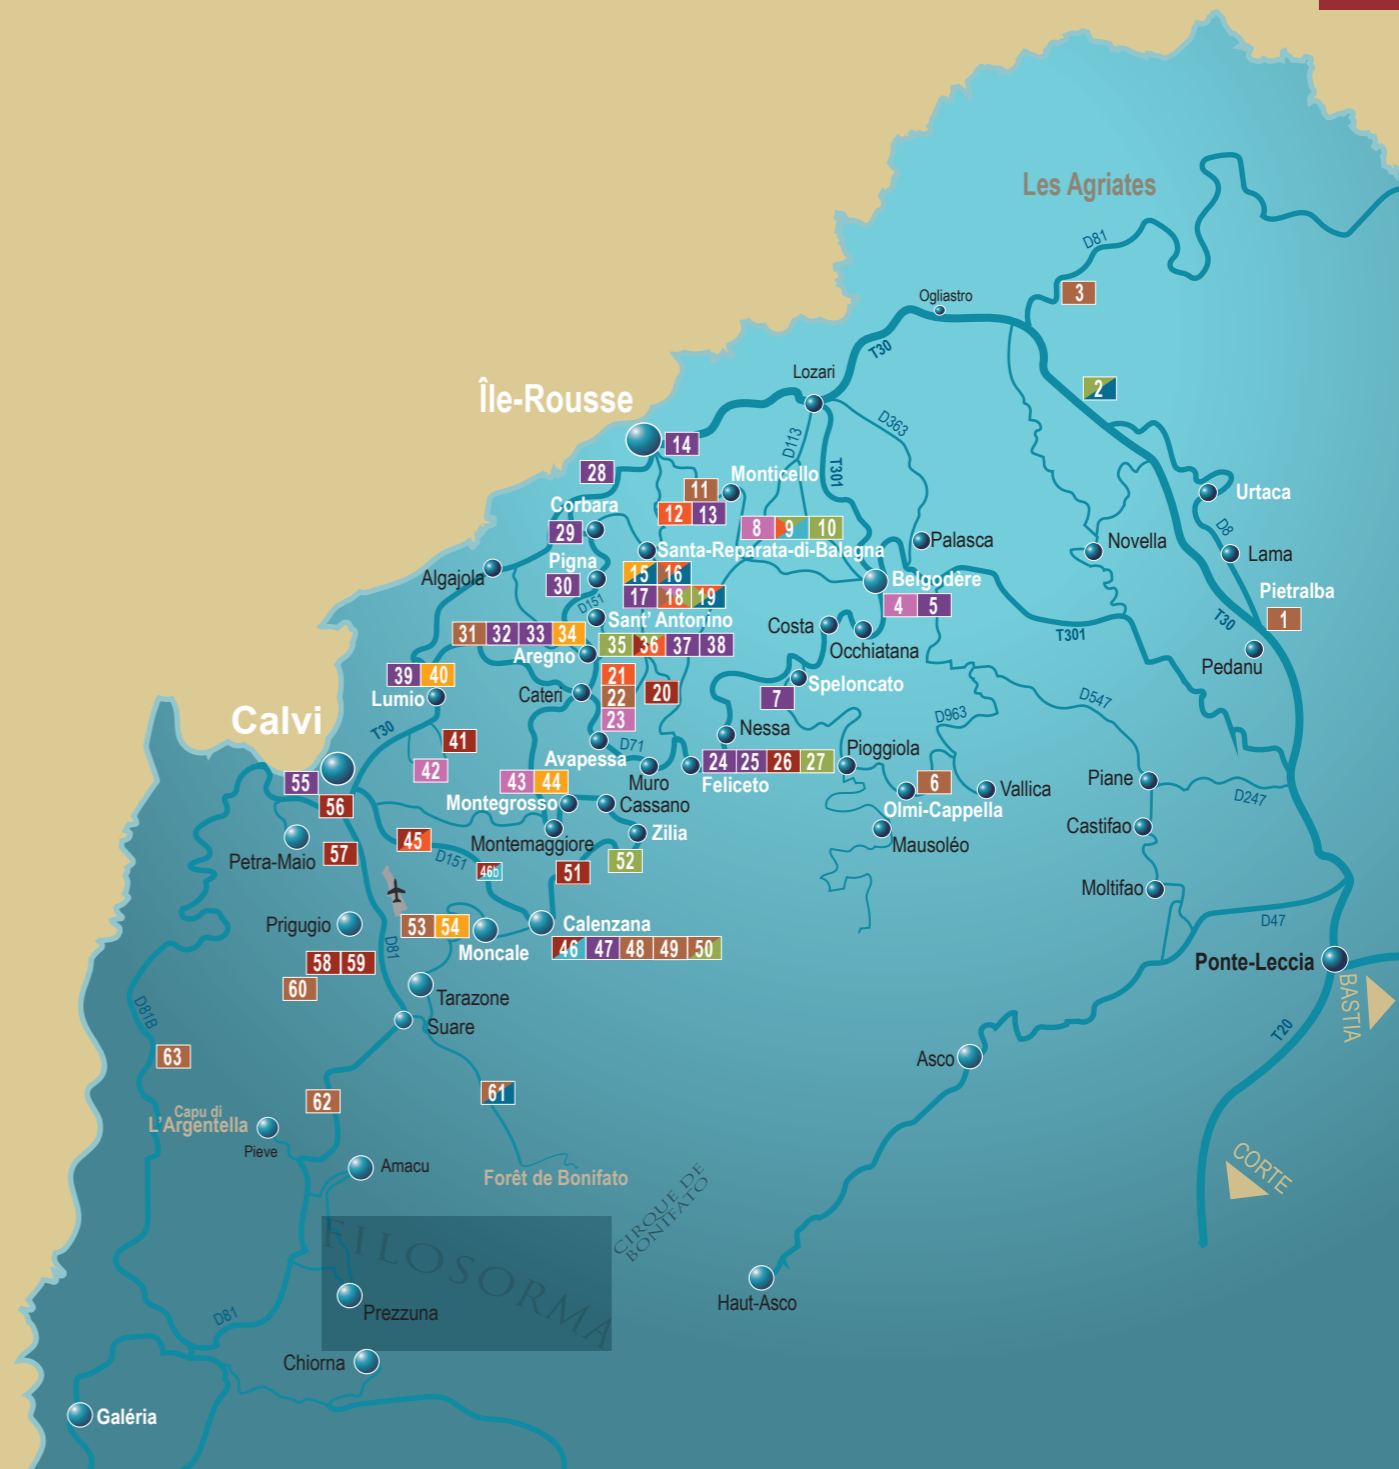 Les Agriates
D81
3
Ogliastro
T30
2
Lozari
Île-Rousse
14
D113
D363
T301
28
11
Monticello
12 13
Urtaca
Corbara
29
8 9 10
Santa-Reparata-di-Balagna
Palasca
Novella
D8
Lama
Algajola
Pigna
30
15 16
17 18 19
Belgodère
4 5
Pietralba
1
D151
Sant' Antonino
T30
31 32 33 34
35 36 37 38
Aregno
Costa
Occhiatana
T301
Pedanu
39 40
Lumio
Cateri
21
22
23
20
Speloncato
7
D547
D963
Calvi
T30
41
42
Avapessa
D71
Nessa
Pioggiola
Muro
24 25 26 27
Feliceto
6
Olmi-Cappella
Vallica
Piane
D247
55
56
43 44
Montegrosso
Cassano
Castifao
Petra-Maio
57
45
D151
Montemaggiore
Zilia
52
Mausoléo
46b
51
Moltifao
Prigugio
53 54
Moncale
Calenzana
46 47 48 49 50
D47
D81
58 59
60
Ponte-Leccia
BASTIA
Tarazone
Suare
D81B
T20
63
Asco
62
61
Capu di
L'Argentella
Pieve
Amacu
Forêt de Bonifato
CIRQUE DE
BONIFATO
CORTE
FILOSORMA
Prezzuna
Haut-Asco
D81
Chiorna
Galéria